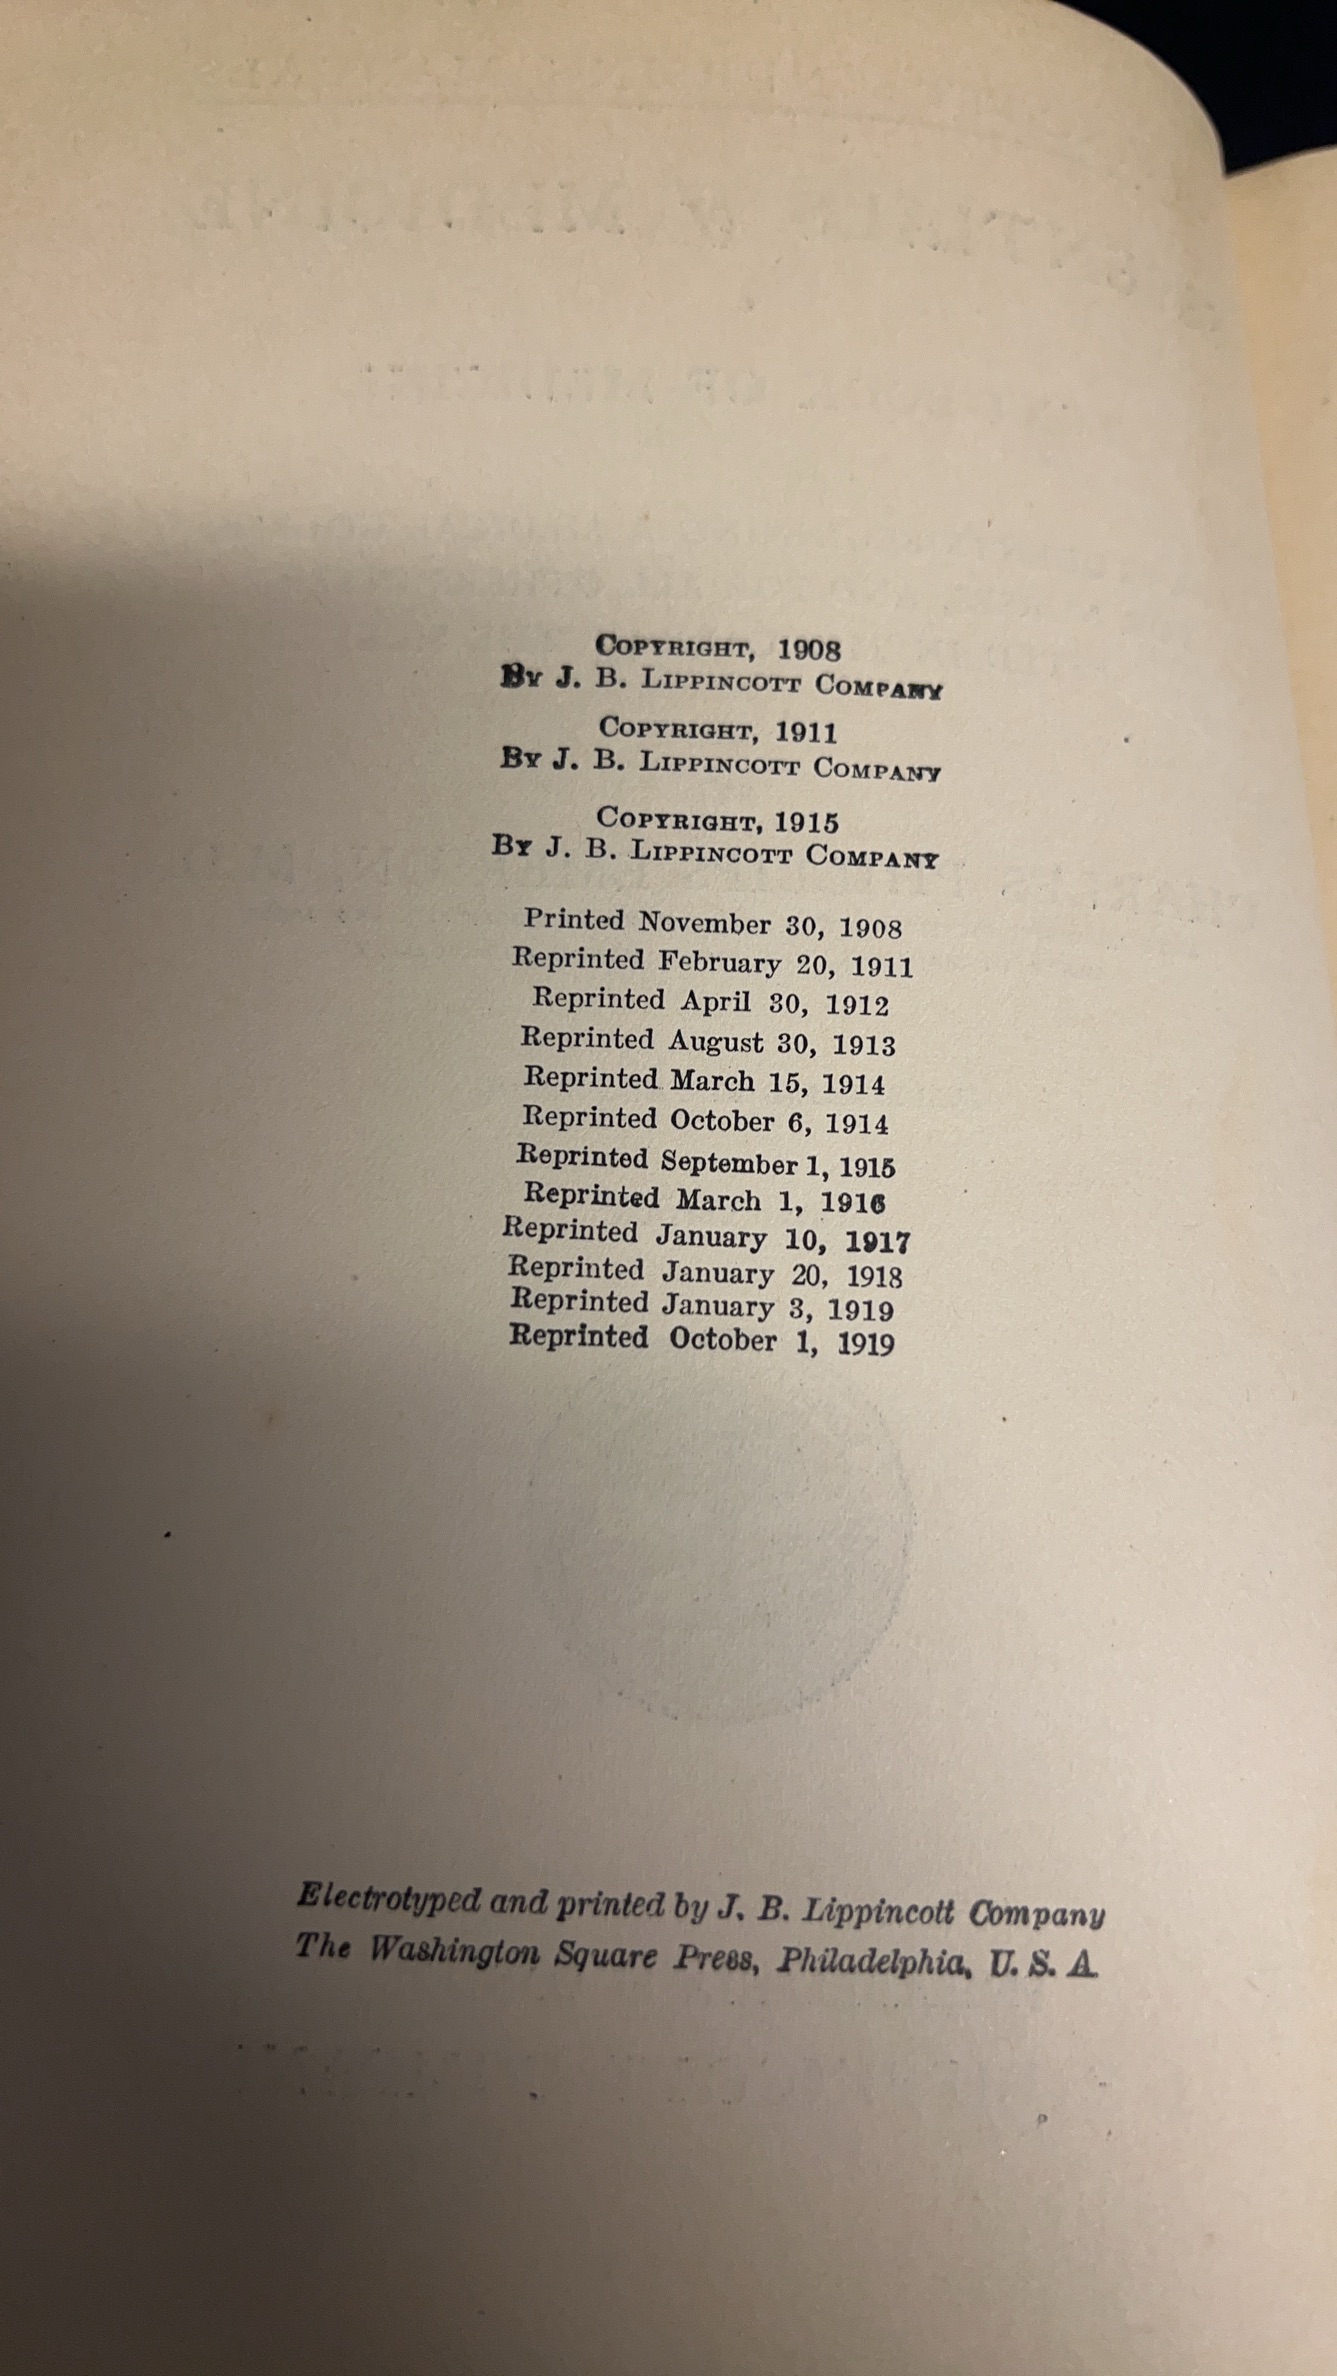 COPYRIGHT, 1908
BY J. B. LIPPINCOTT COMPANY
COPYRIGHT, 1911
BY J. B. LIPPINCOTT COMPANY
COPYRIGHT, 1915
BY J. B. LIPPINCOTT COMPANY
Printed November 30, 1908
Reprinted February 20, 1911
Reprinted April 30, 1912
Reprinted August 30, 1913
Reprinted March 15, 1914
Reprinted October 6, 1914
Reprinted September 1, 1915
Reprinted March 1, 1916
Reprinted January 10, 1917
Reprinted January 20, 1918
Reprinted January 3, 1919
Reprinted October 1, 1919
Electrotyped and printed by J. B. Lippincott Company
The Washington Square Press, Philadelphia, U. S. A